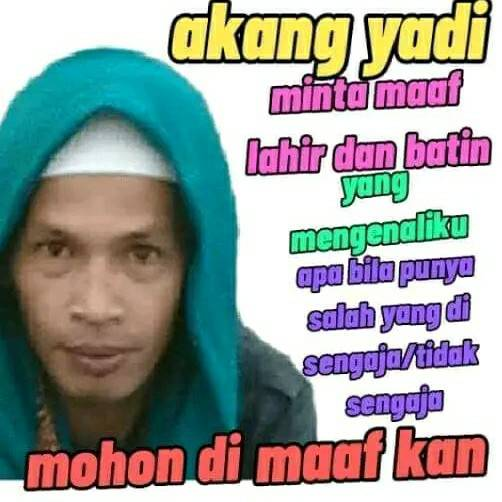 akang yadi
minta maaf
lahir dan batin
yang
mengenaliku
apa bila punya
salah yang di
sengaja/tidak
sengaja
mohon di maaf kan